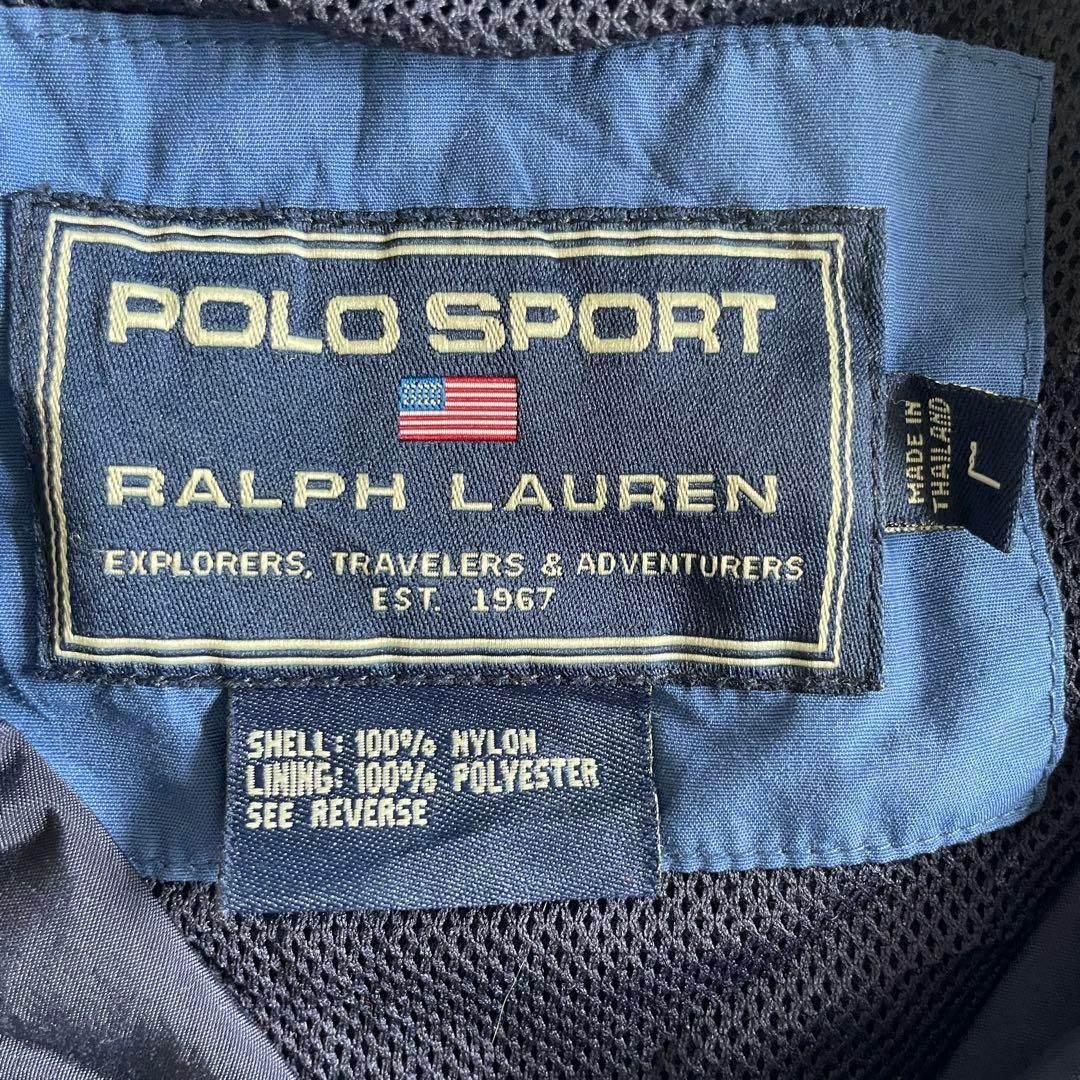 POLO SPORT
RALPH LAUREN
EXPLORERS, TRAVELERS & ADVENTURERS
EST. 1967
MADE IN
THAILAND
L
SHELL: 100% NYLON
LINING: 100% POLYESTER
SEE REVERSE